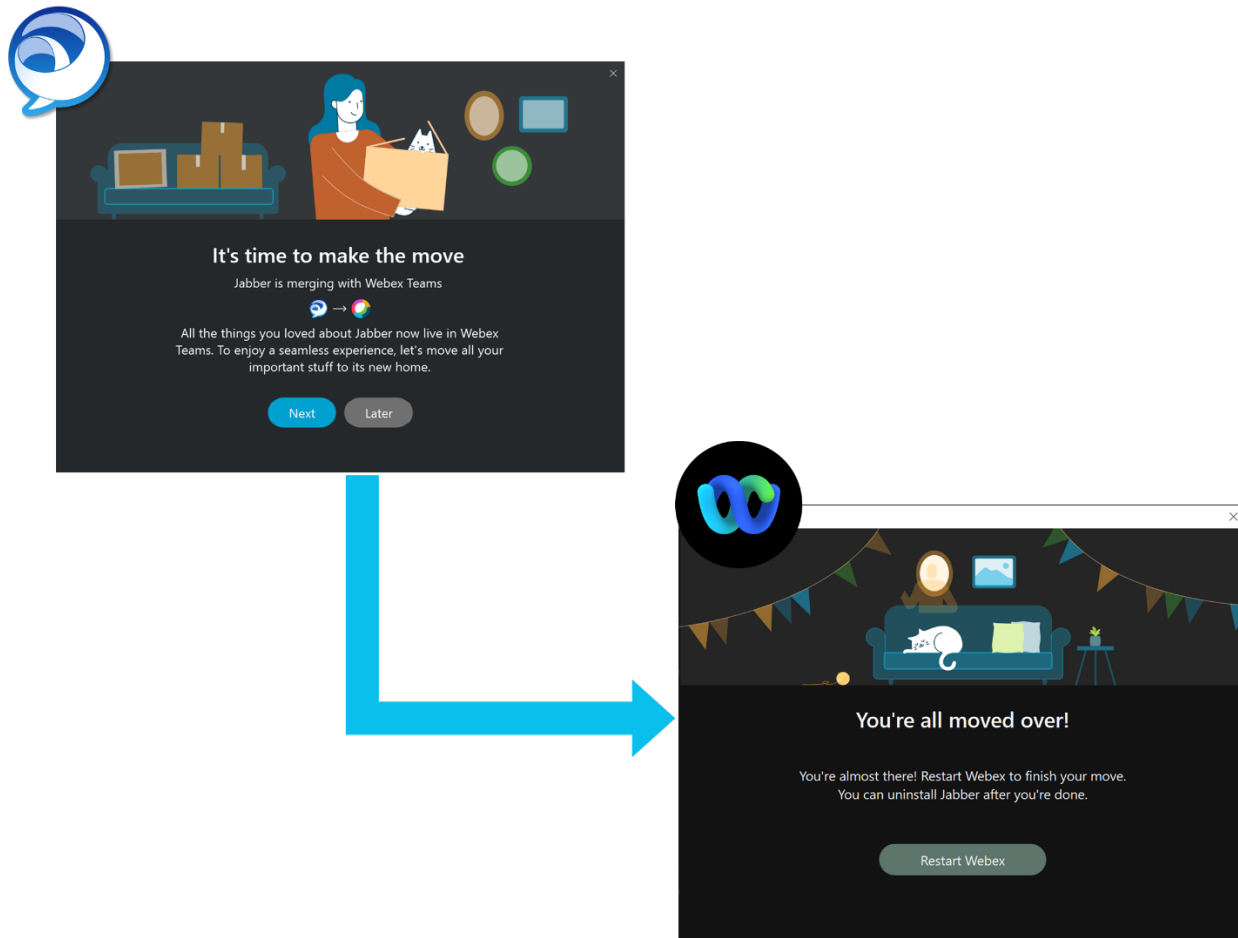 It's time to make the move
Jabber is merging with Webex Teams
All the things you loved about Jabber now live in Webex
Teams. To enjoy a seamless experience, let's move all your
important stuff to its new home.
Next
Later
You're all moved over!
You're almost there! Restart Webex to finish your move.
You can uninstall Jabber after you're done.
Restart Webex